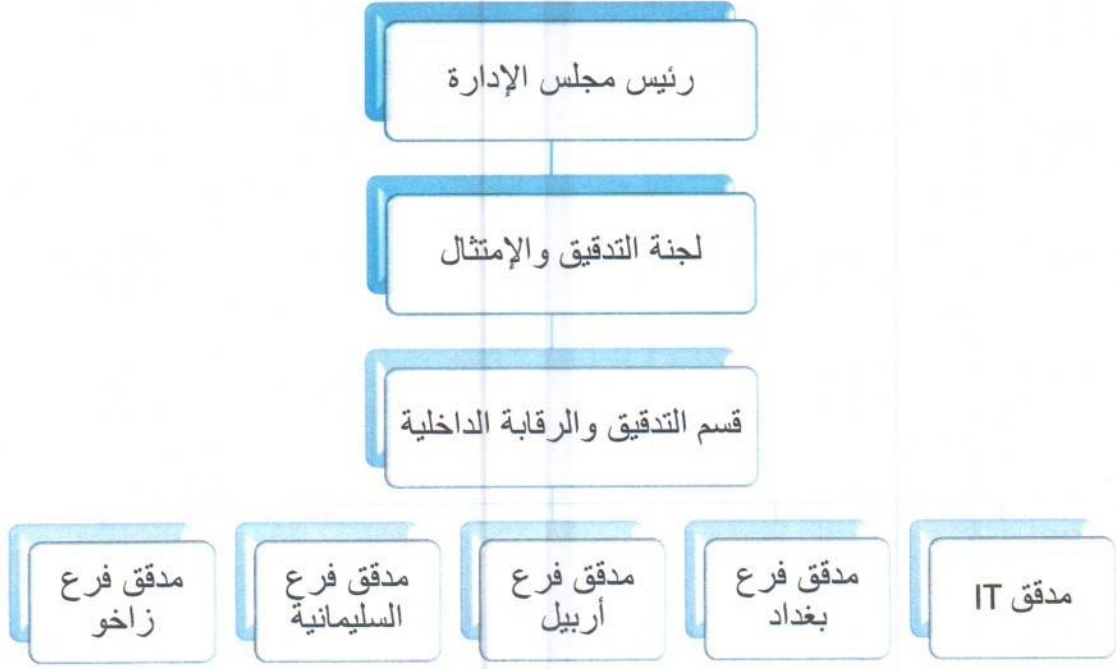 رئيس مجلس الإدارة
لجنة التدقيق والإمتثال
قسم التدقيق والرقابة الداخلية
مدقق IT
مدقق فرع
بغداد
مدقق فرع
أربيل
مدقق فرع
السليمانية
مدقق فرع
زاخو